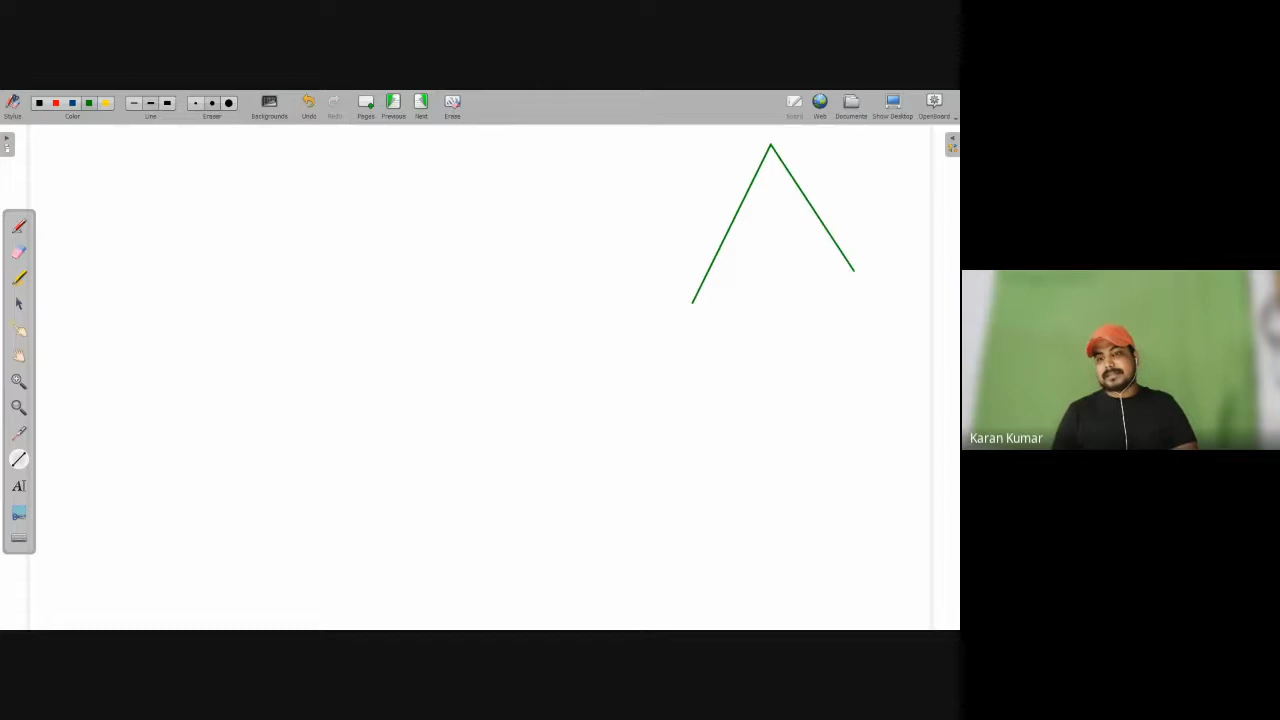 Stylus Color Line Eraser Backgrounds Undo Redo Pages Previous Next Erase Board Web Documents Show Desktop OpenBoard
AI
Karan Kumar